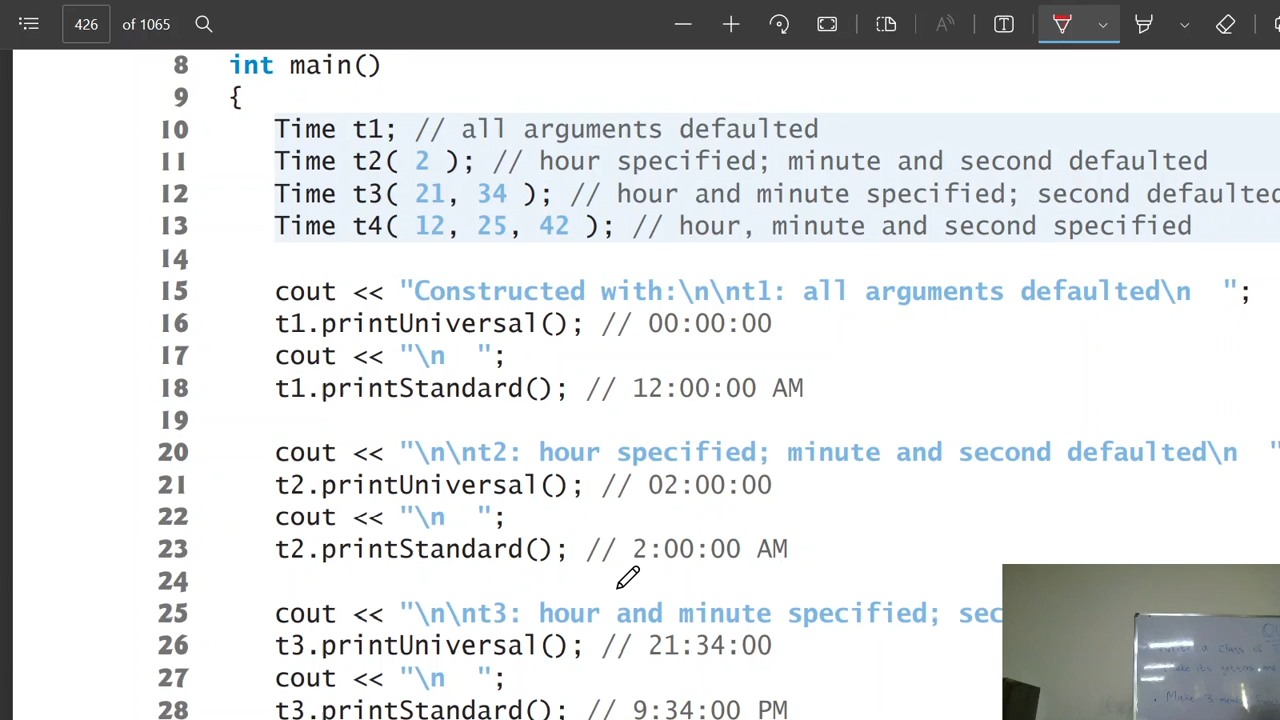 426 of 1065
8 int main()
9 {
10 Time t1; // all arguments defaulted
11 Time t2( 2 ); // hour specified; minute and second defaulted
12 Time t3( 21, 34 ); // hour and minute specified; second defaulted
13 Time t4( 12, 25, 42 ); // hour, minute and second specified
14
15 cout << "Constructed with:\n\nt1: all arguments defaulted\n  ";
16 t1.printUniversal(); // 00:00:00
17 cout << "\n  ";
18 t1.printStandard(); // 12:00:00 AM
19
20 cout << "\n\nt2: hour specified; minute and second defaulted\n  "
21 t2.printUniversal(); // 02:00:00
22 cout << "\n  ";
23 t2.printStandard(); // 2:00:00 AM
24
25 cout << "\n\nt3: hour and minute specified; sec
26 t3.printUniversal(); // 21:34:00
27 cout << "\n  ";
28 t3.printStandard(); // 9:34:00 PM
a class